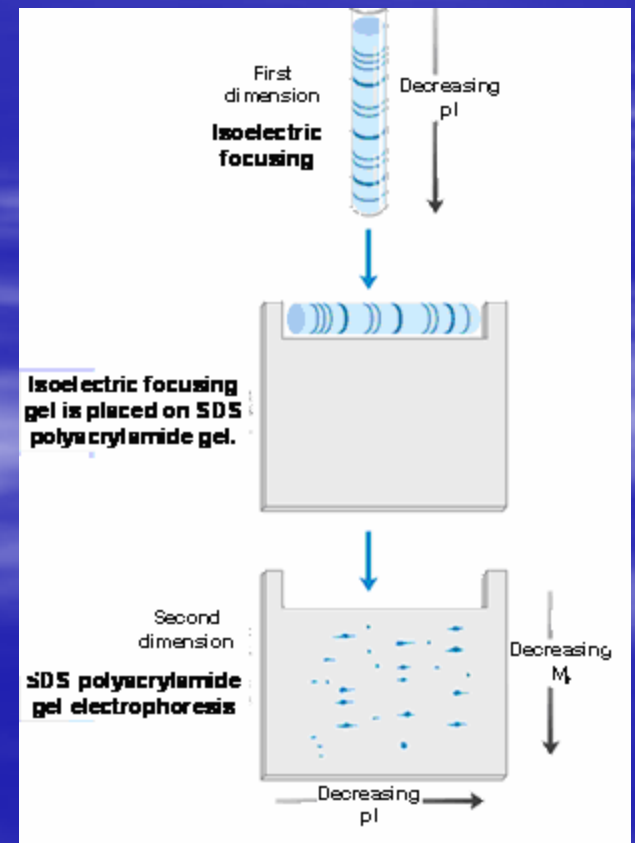 First
dimension
Isoelectric
focusing
Decreasing
pI
Isoelectric focusing
gel is placed on SDS
polyacrylamide gel.
Second
dimension
SDS polyacrylamide
gel electrophoresis
Decreasing
Mr
Decreasing
pI